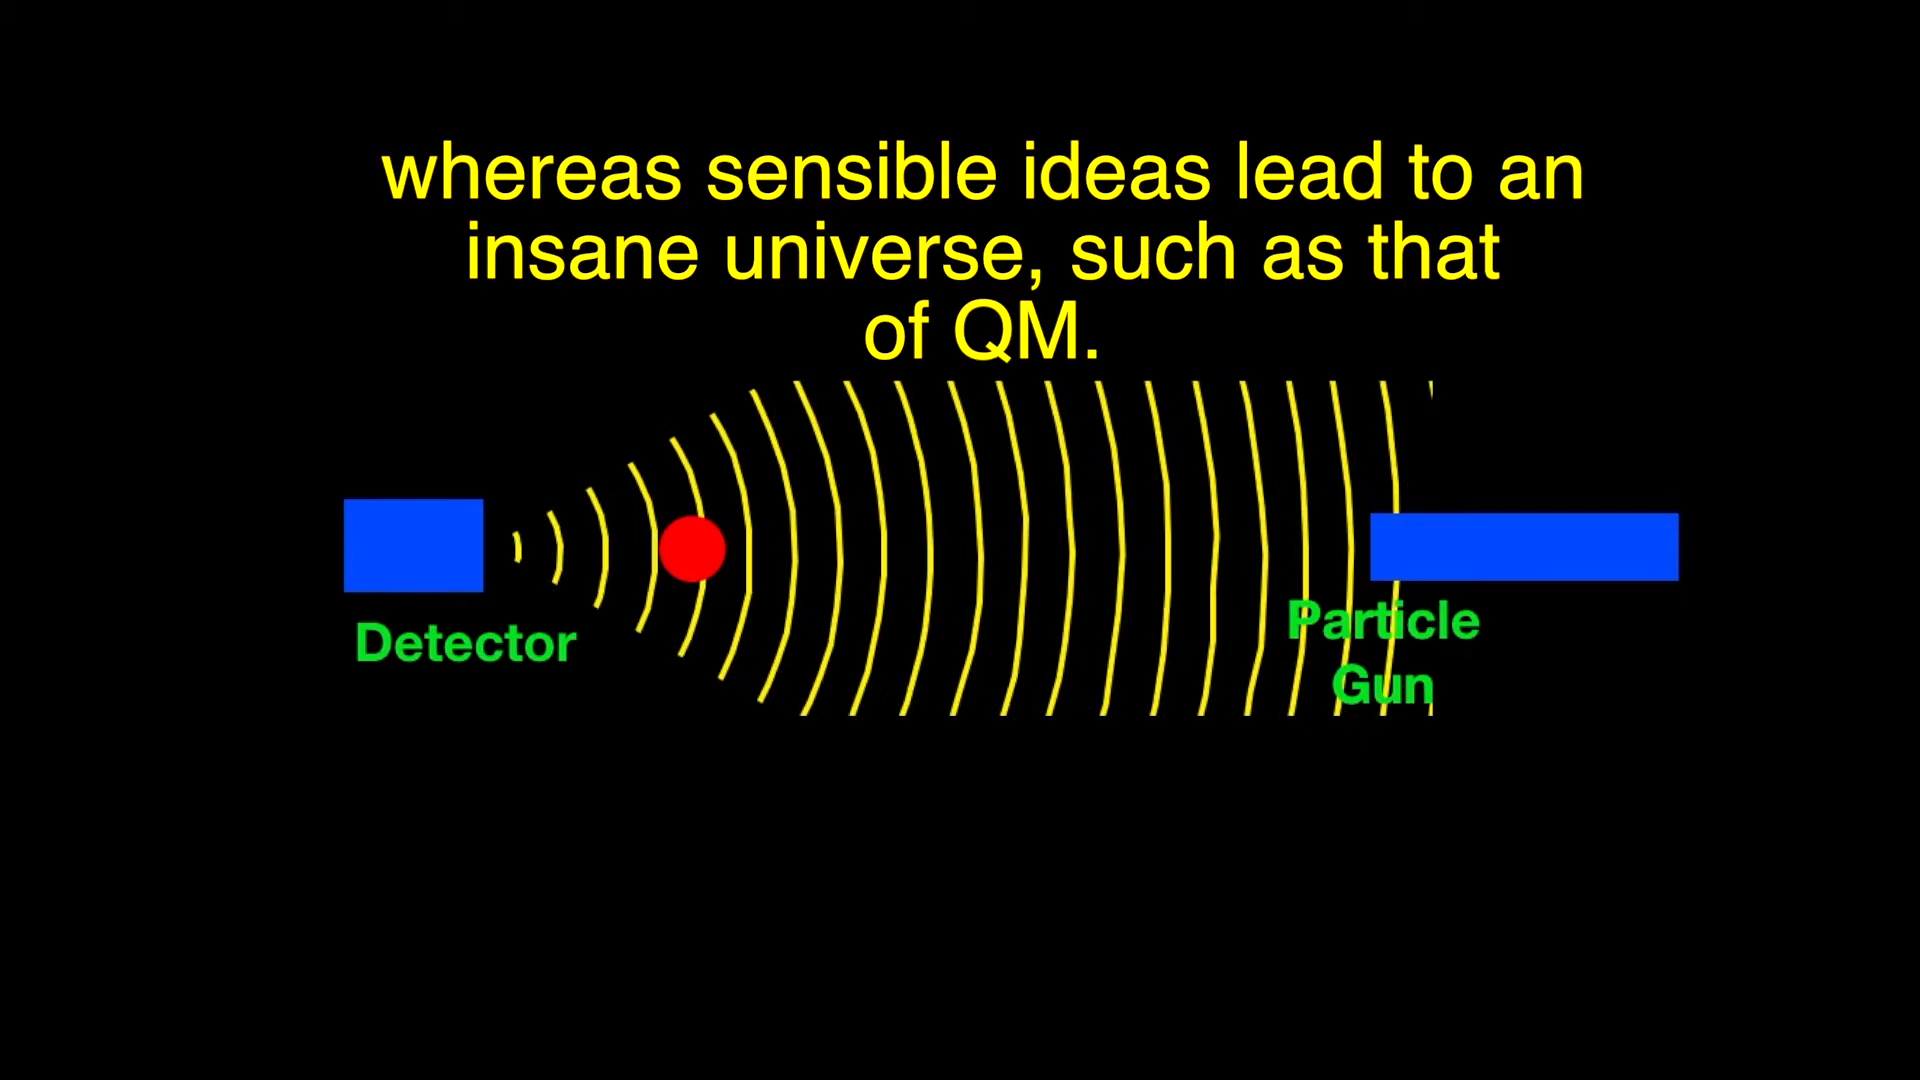 whereas sensible ideas lead to an
insane universe, such as that
of QM.
Detector
Particle
Gun